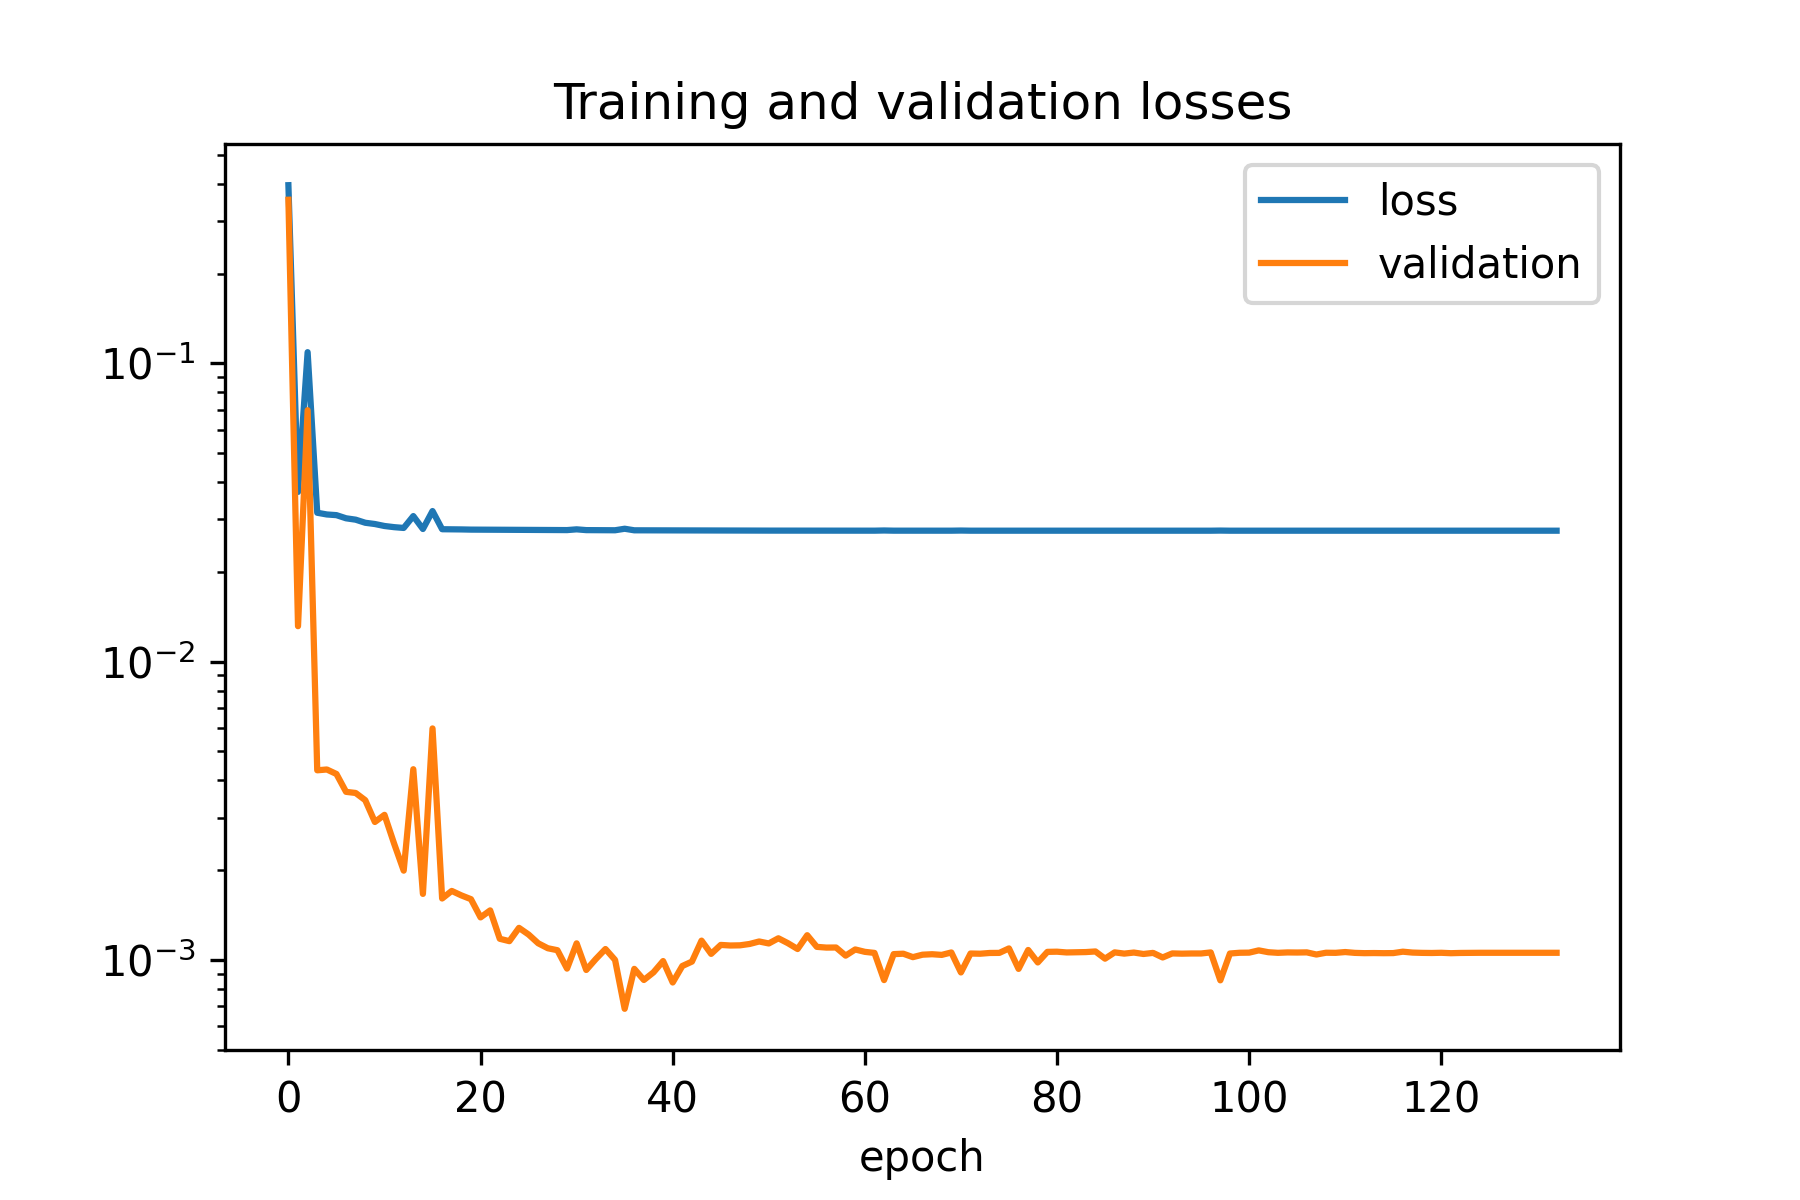 Training and validation losses
loss
validation
10⁻¹
10⁻²
10⁻³
0 20 40 60 80 100 120
epoch